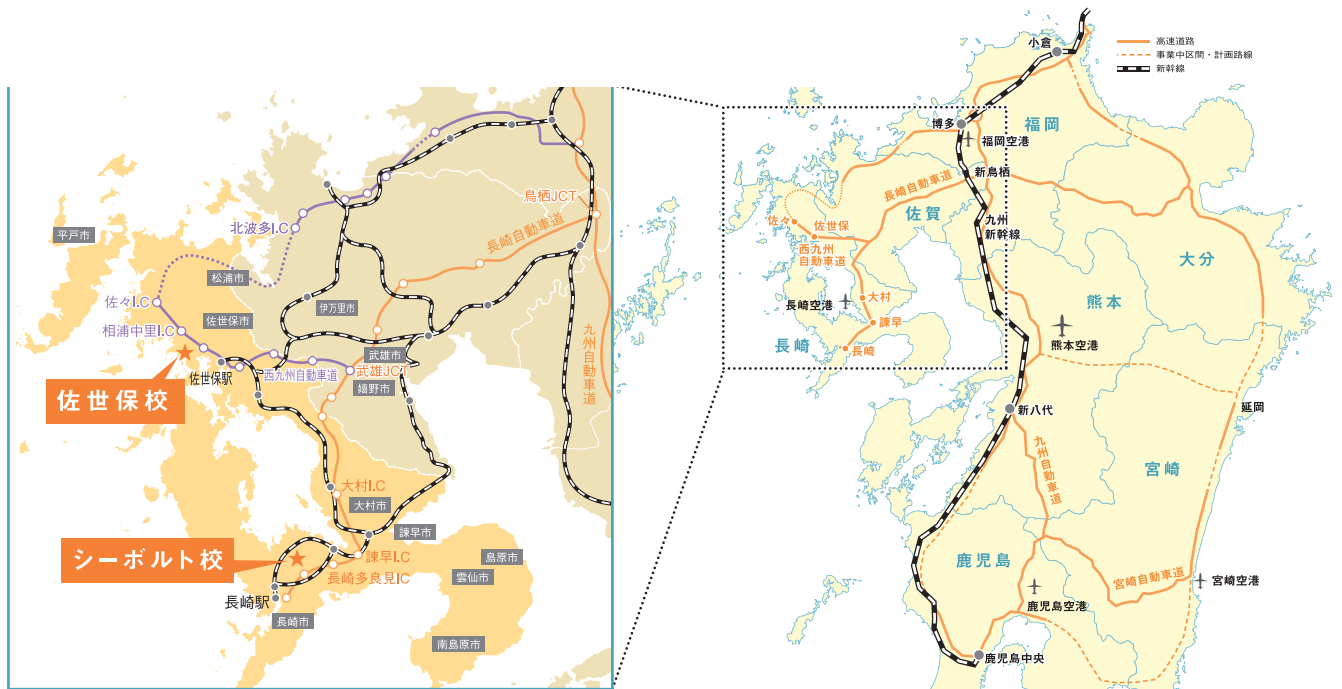 平戸市
北波多I.C
松浦市
佐々I.C
相浦中里I.C
佐世保市
伊万里市
鳥栖JCT
長崎自動車道
九州自動車道
武雄市
武雄JCT
嬉野市
西九州自動車道
佐世保駅
佐世保校
大村I.C
大村市
諫早市
諫早I.C
長崎多良見IC
シーボルト校
長崎駅
長崎市
島原市
雲仙市
南島原市
高速道路
事業中区間・計画路線
新幹線
小倉
博多
福岡
福岡空港
新鳥栖
長崎自動車道
佐賀
九州
新幹線
佐々
佐世保
西九州
自動車道
大村
長崎空港
諫早
長崎
長崎
大分
熊本
熊本空港
新八代
延岡
九州自動車道
宮崎
鹿児島
宮崎自動車道
宮崎空港
鹿児島空港
鹿児島中央